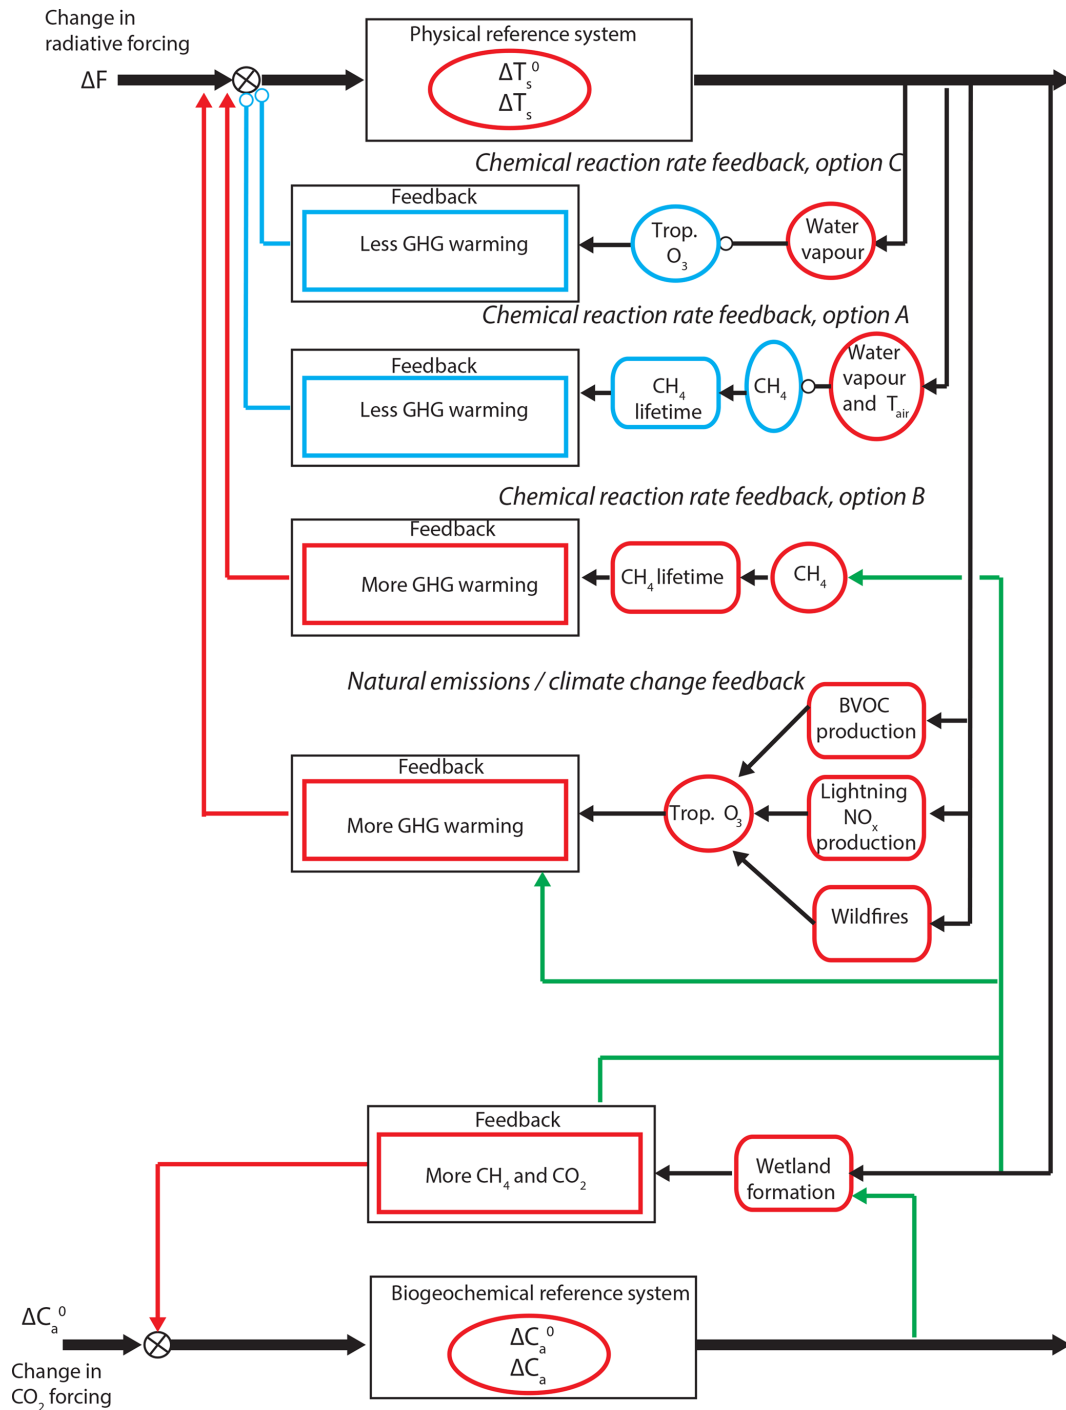 Change in
radiative forcing
ΔF
Physical reference system
ΔTs0
ΔTs
Chemical reaction rate feedback, option C
Feedback
Less GHG warming
Trop.
O3
Water
vapour
Chemical reaction rate feedback, option A
Feedback
Less GHG warming
CH4
lifetime
CH4
Water
vapour
and Tair
Chemical reaction rate feedback, option B
Feedback
More GHG warming
CH4 lifetime
CH4
Natural emissions / climate change feedback
Feedback
More GHG warming
Trop. O3
BVOC
production
Lightning
NOx
production
Wildfires
Feedback
More CH4 and CO2
Wetland
formation
Biogeochemical reference system
ΔCa0
ΔCa
ΔCa0
Change in
CO2 forcing